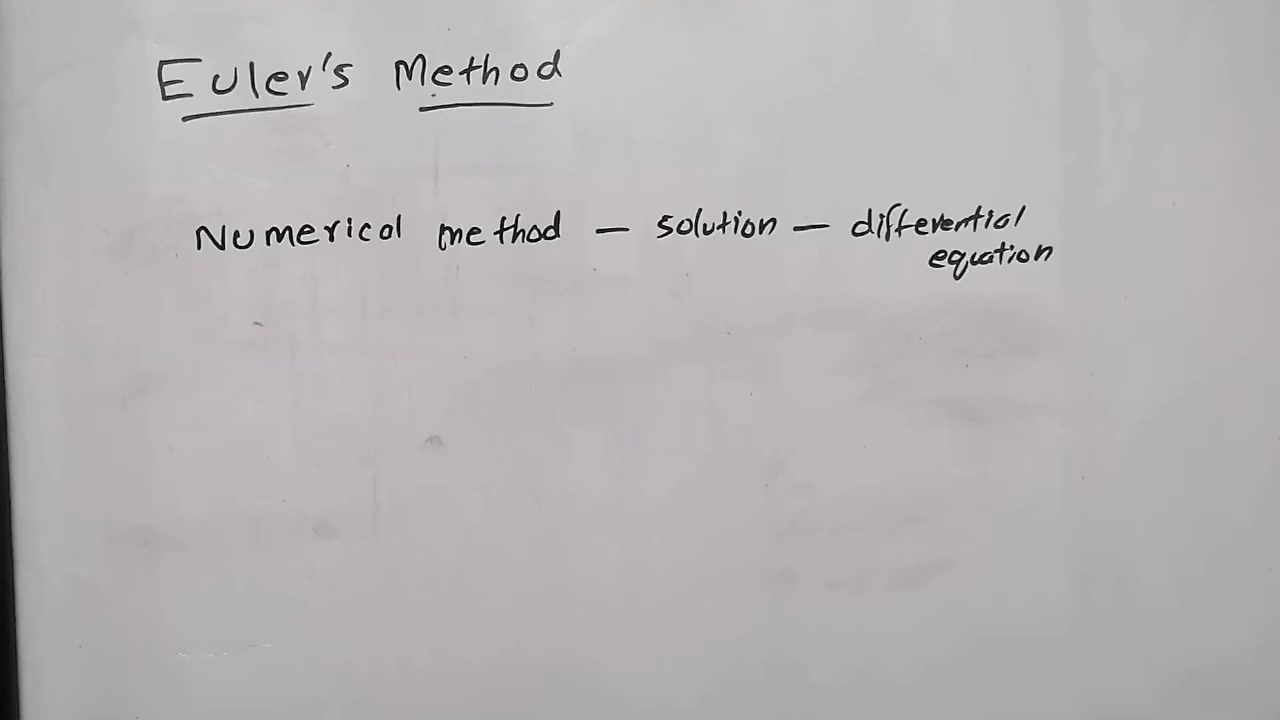 Euler's Method
Numerical method — solution — differential
equation